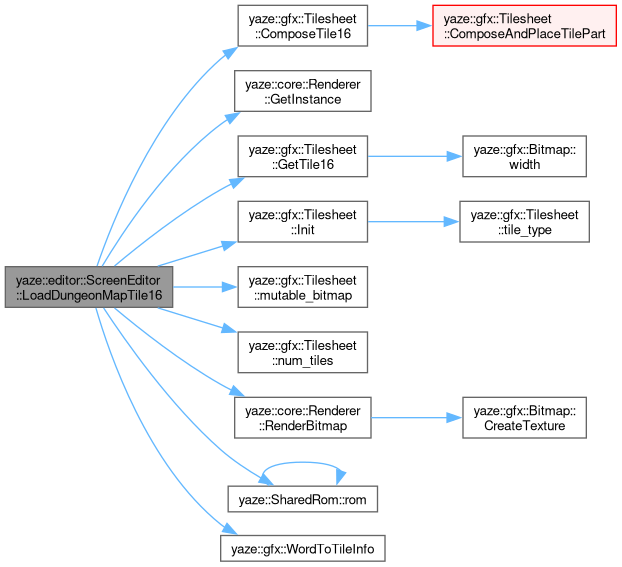 yaze::gfx::Tilesheet
::ComposeTile16
yaze::gfx::Tilesheet
::ComposeAndPlaceTilePart
yaze::core::Renderer
::GetInstance
yaze::gfx::Tilesheet
::GetTile16
yaze::gfx::Bitmap::
width
yaze::gfx::Tilesheet
::Init
yaze::gfx::Tilesheet
::tile_type
yaze::editor::ScreenEditor
::LoadDungeonMapTile16
yaze::gfx::Tilesheet
::mutable_bitmap
yaze::gfx::Tilesheet
::num_tiles
yaze::core::Renderer
::RenderBitmap
yaze::gfx::Bitmap::
CreateTexture
yaze::SharedRom::rom
yaze::gfx::WordToTileInfo